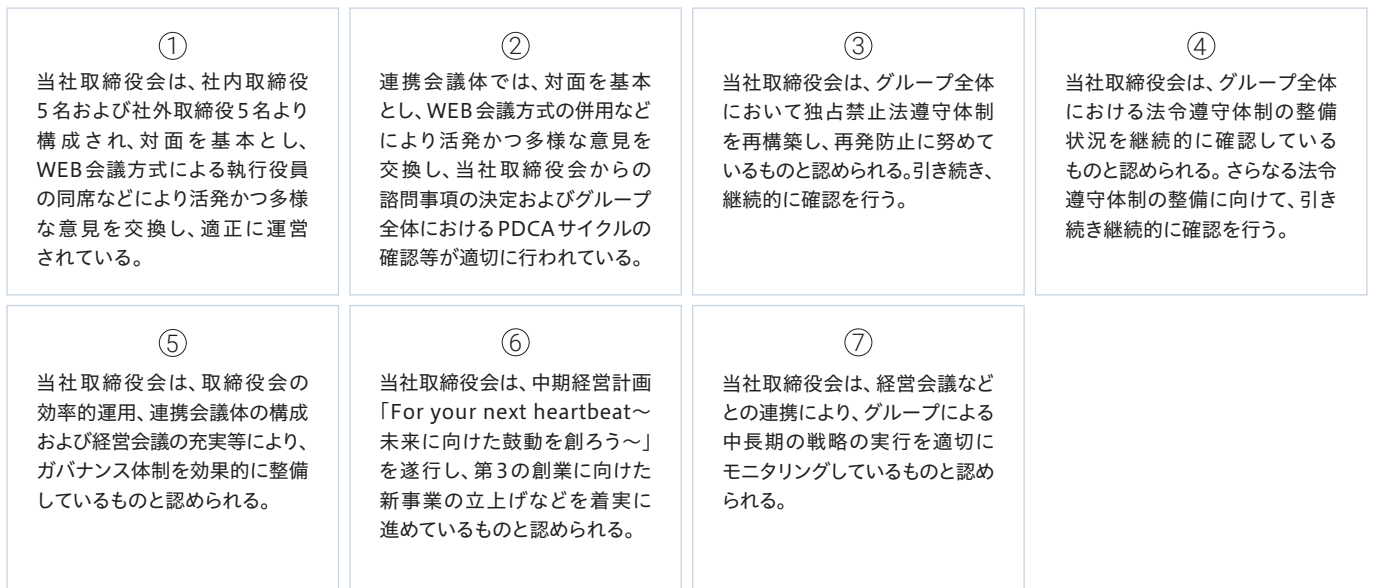 ①
当社取締役会は、社内取締役
5名および社外取締役5名より
構成され、対面を基本とし、
WEB会議方式による執行役員
の同席などにより活発かつ多様
な意見を交換し、適正に運営
されている。
②
連携会議体では、対面を基本
とし、WEB会議方式の併用など
により活発かつ多様な意見を
交換し、当社取締役会からの
諮問事項の決定およびグループ
全体におけるPDCAサイクルの
確認等が適切に行われている。
③
当社取締役会は、グループ全体
において独占禁止法遵守体制
を再構築し、再発防止に努めて
いるものと認められる。引き続き、
継続的に確認を行う。
④
当社取締役会は、グループ全体
における法令遵守体制の整備
状況を継続的に確認している
ものと認められる。さらなる法令
遵守体制の整備に向けて、引き
続き継続的に確認を行う。
⑤
当社取締役会は、取締役会の
効率的運用、連携会議体の構成
および経営会議の充実等により、
ガバナンス体制を効果的に整備
しているものと認められる。
⑥
当社取締役会は、中期経営計画
「For your next heartbeat~
未来に向けた鼓動を創ろう~」
を遂行し、第3の創業に向けた
新事業の立上げなどを着実に
進めているものと認められる。
⑦
当社取締役会は、経営会議など
との連携により、グループによる
中長期の戦略の実行を適切に
モニタリングしているものと認め
られる。